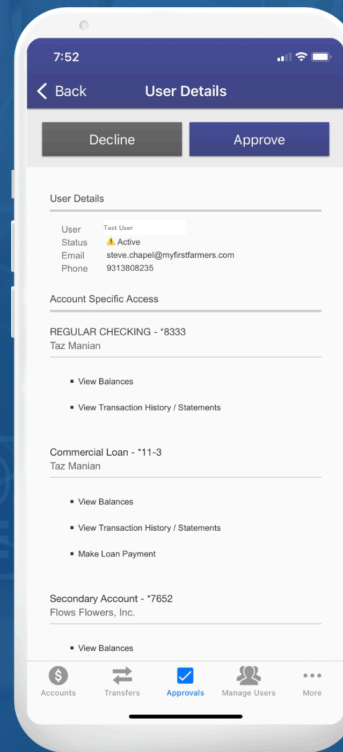 7:52
Back User Details
Decline Approve
User Details
User Test User
Status Active
Email steve.chapel@myfirstfarmers.com
Phone 9313808235
Account Specific Access
REGULAR CHECKING - *8333
Taz Manian
▪ View Balances
▪ View Transaction History / Statements
Commercial Loan - *11-3
Taz Manian
▪ View Balances
▪ View Transaction History / Statements
▪ Make Loan Payment
Secondary Account - *7652
Flows Flowers, Inc.
▪ View Balances
Accounts Transfers Approvals Manage Users More